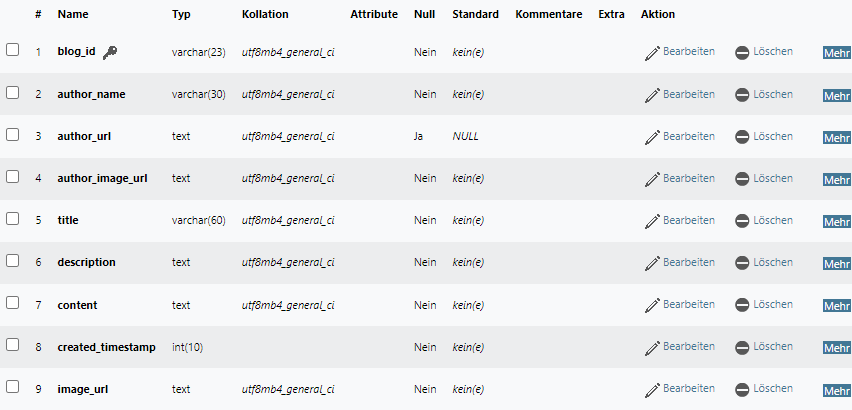 # Name Typ Kollation Attribute Null Standard Kommentare Extra Aktion
1 blog_id varchar(23) utf8mb4_general_ci Nein kein(e) Bearbeiten Löschen Mehr
2 author_name varchar(30) utf8mb4_general_ci Nein kein(e) Bearbeiten Löschen Mehr
3 author_url text utf8mb4_general_ci Ja NULL Bearbeiten Löschen Mehr
4 author_image_url text utf8mb4_general_ci Nein kein(e) Bearbeiten Löschen Mehr
5 title varchar(60) utf8mb4_general_ci Nein kein(e) Bearbeiten Löschen Mehr
6 description text utf8mb4_general_ci Nein kein(e) Bearbeiten Löschen Mehr
7 content text utf8mb4_general_ci Nein kein(e) Bearbeiten Löschen Mehr
8 created_timestamp int(10) Nein kein(e) Bearbeiten Löschen Mehr
9 image_url text utf8mb4_general_ci Nein kein(e) Bearbeiten Löschen Mehr